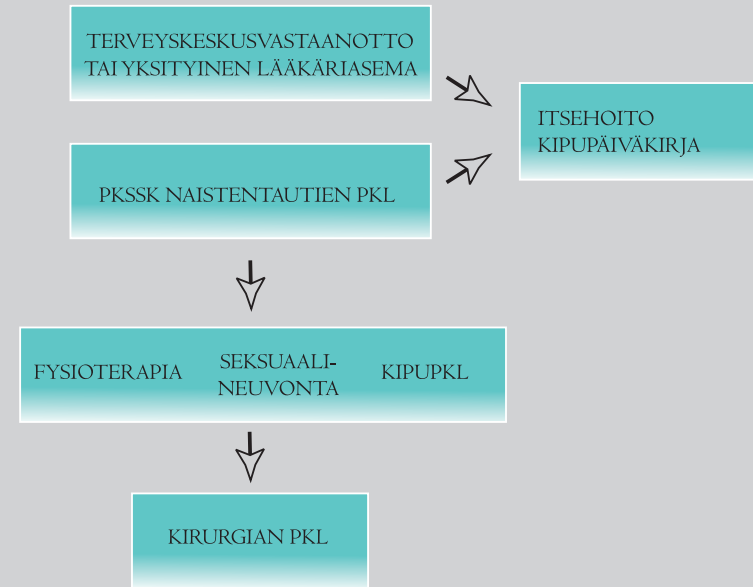 TERVEYSKESKUSVASTAANOTTO
TAI YKSITYINEN LÄÄKÄRIASEMA
ITSEHOITO
KIPUPÄIVÄKIRJA
PKSSK NAISTENTAUTIEN PKL
FYSIOTERAPIA
SEKSUAALI-
NEUVONTA
KIPUPKL
KIRURGIAN PKL